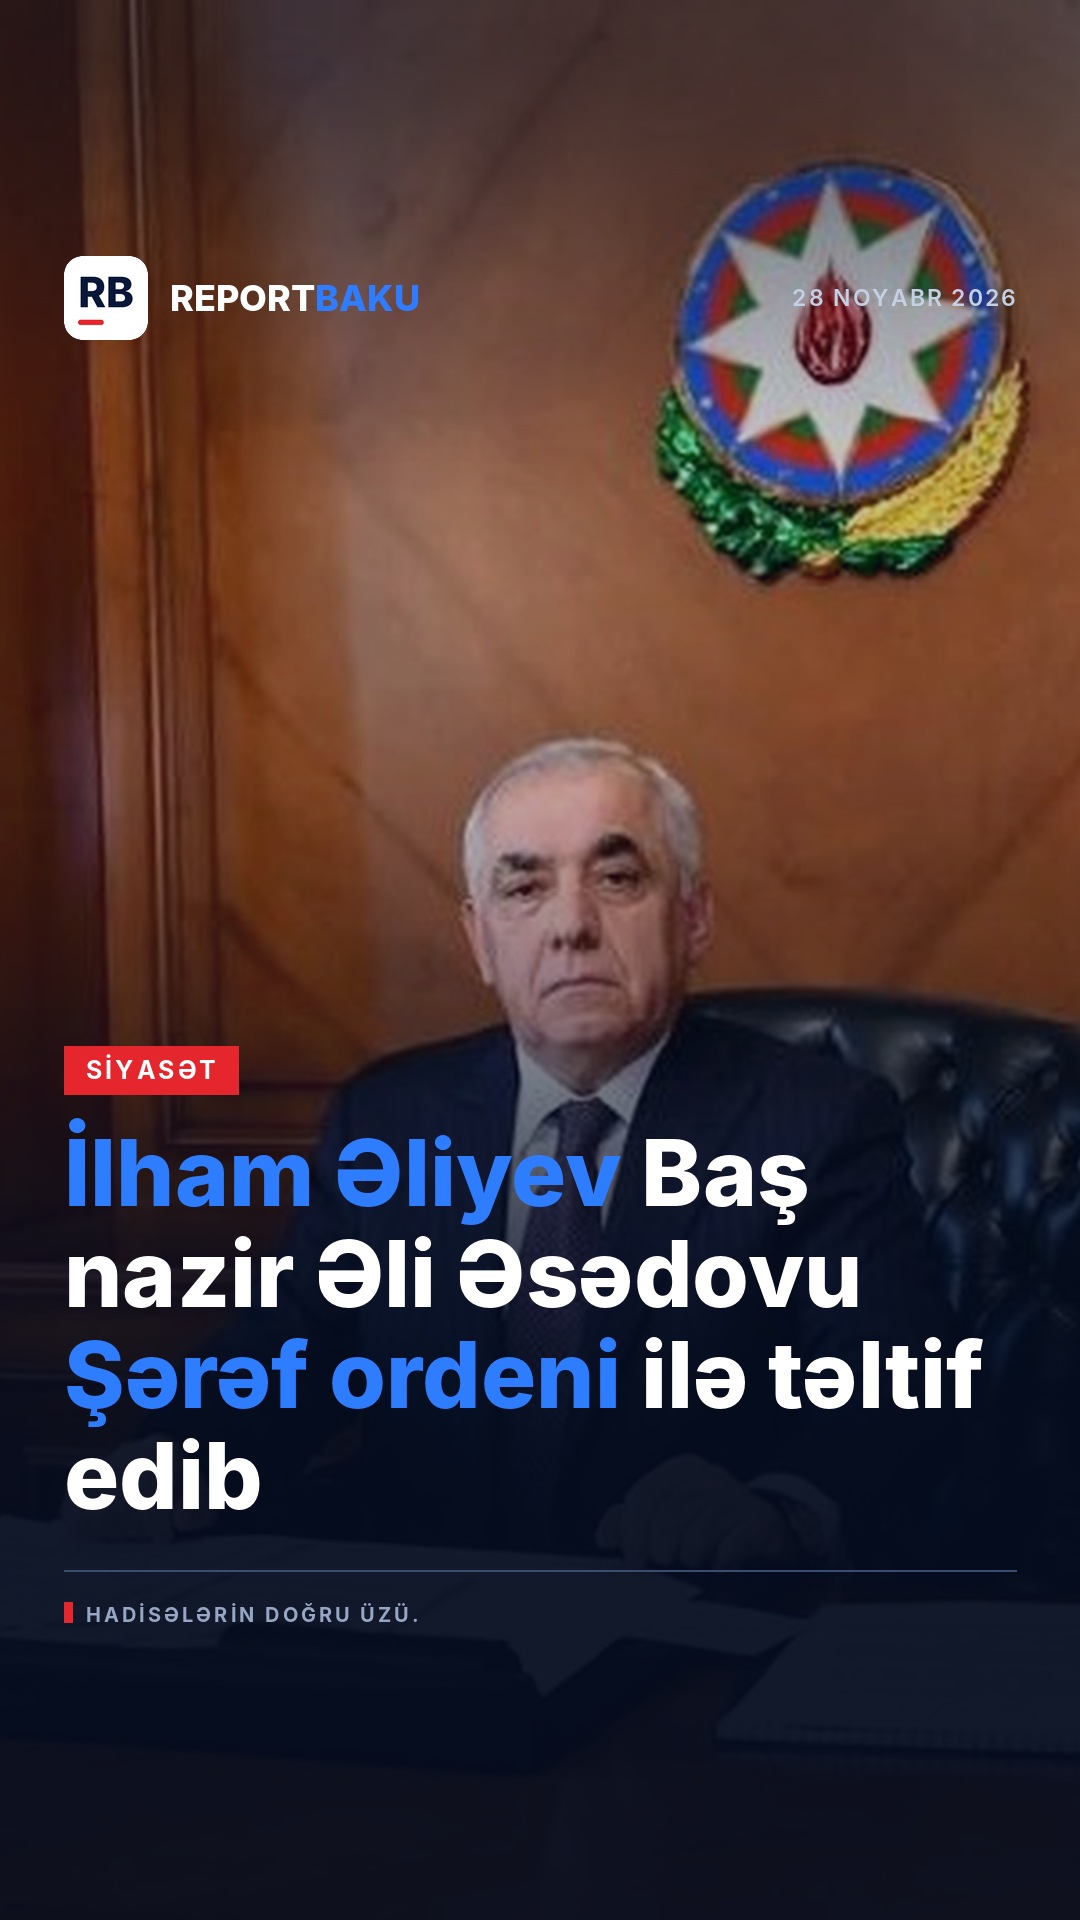 RB
REPORTBAKU
28 NOYABR 2026
SİYASƏT
İlham Əliyev Baş
nazir Əli Əsədovu
Şərəf ordeni ilə təltif
edib
HADİSƏLƏRİN DOĞRU ÜZÜ.